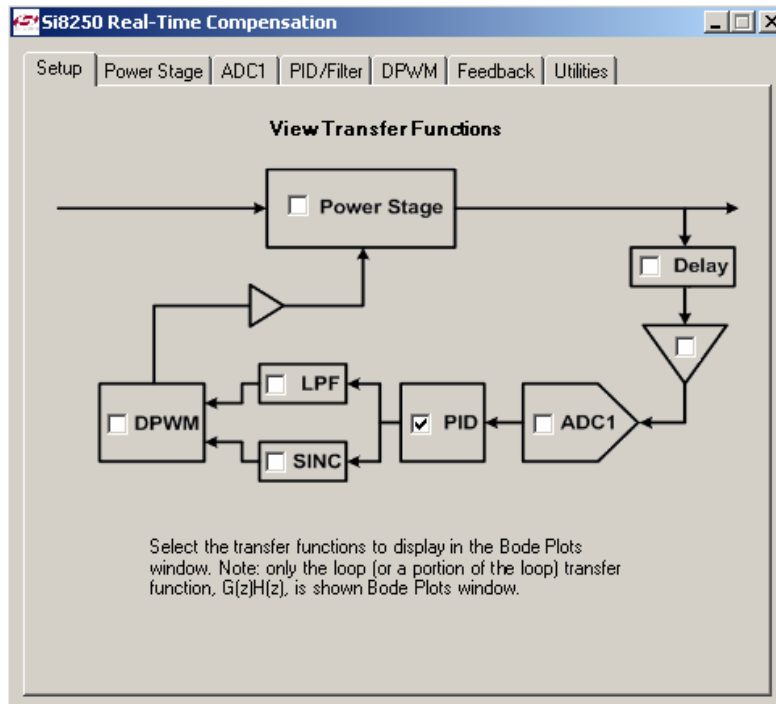 Si8250 Real-Time Compensation
Setup Power Stage ADC1 PID/Filter DPWM Feedback Utilities
View Transfer Functions
Power Stage
Delay
LPF
DPWM PID ADC1
SINC
Select the transfer functions to display in the Bode Plots
window. Note: only the loop (or a portion of the loop) transfer
function, G(z)H(z), is shown Bode Plots window.